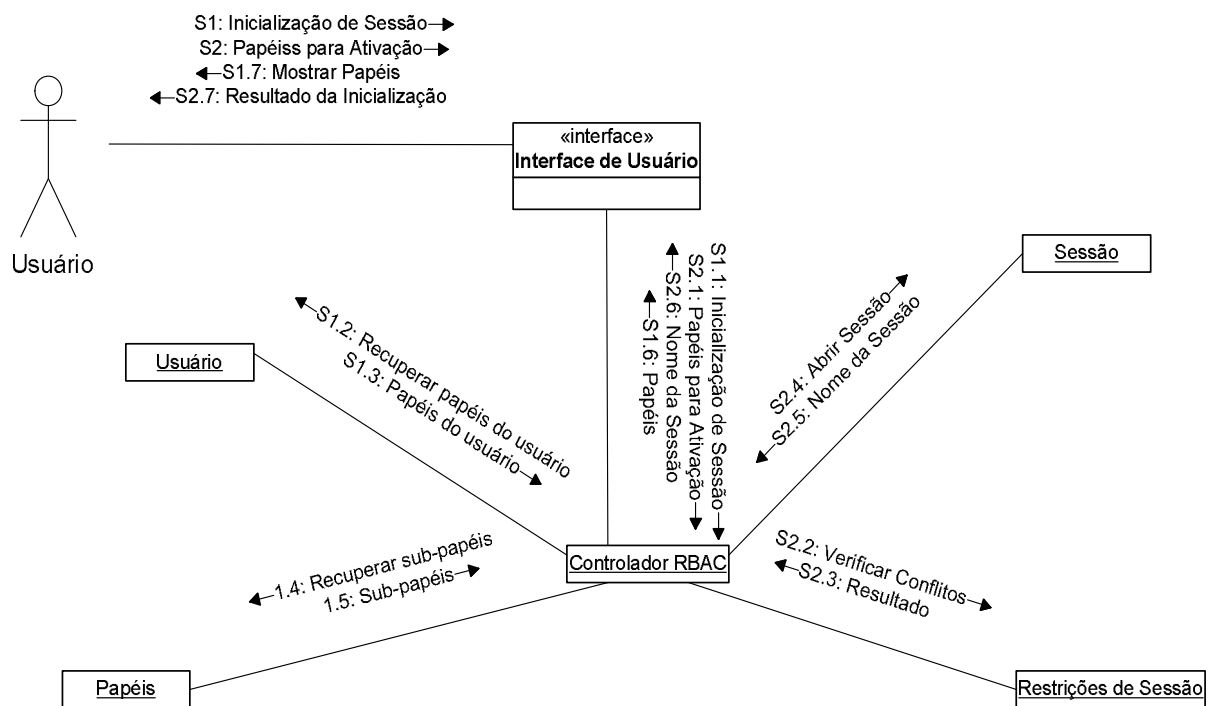 S1: Inicialização de Sessão
S2: Papéiss para Ativação
S1.7: Mostrar Papéis
S2.7: Resultado da Inicialização
«interface»
Interface de Usuário
Usuário
Sessão
S1.1: Inicialização de Sessão
S2.1: Papéis para Ativação
S2.6: Nome da Sessão
S1.6: Papéis
S2.4: Abrir Sessão
S2.5: Nome da Sessão
Usuário
S1.2: Recuperar papéis do usuário
S1.3: Papéis do usuário
Controlador RBAC
1.4: Recuperar sub-papéis
1.5: Sub-papéis
S2.2: Verificar Conflitos
S2.3: Resultado
Papéis
Restrições de Sessão